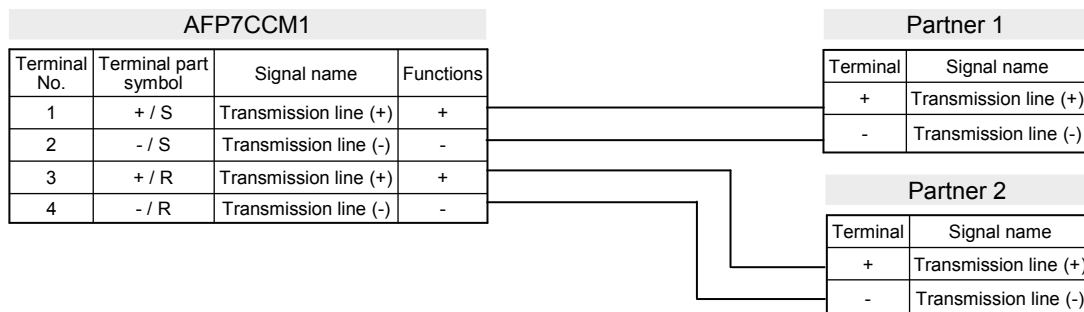 AFP7CCM1
Terminal No. Terminal part symbol Signal name Functions
1 + / S Transmission line (+) +
2 - / S Transmission line (-) -
3 + / R Transmission line (+) +
4 - / R Transmission line (-) -
Partner 1
Terminal Signal name
+ Transmission line (+)
- Transmission line (-)
Partner 2
Terminal Signal name
+ Transmission line (+)
- Transmission line (-)